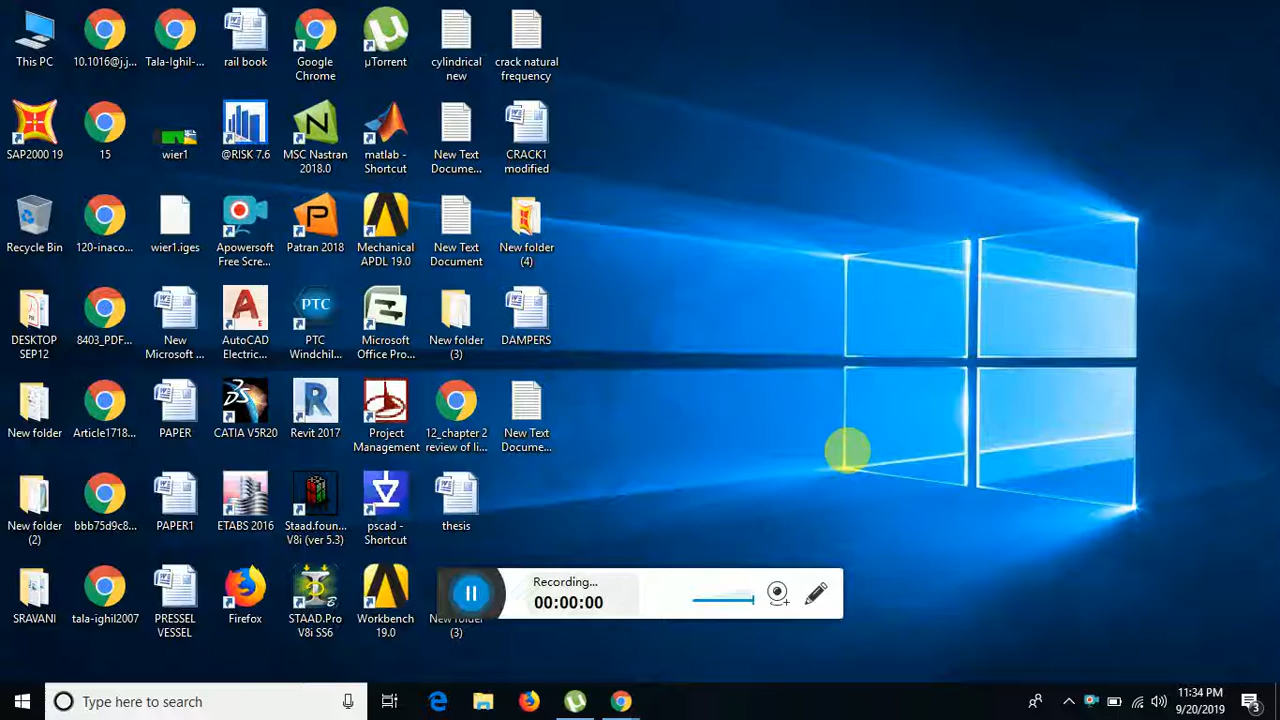 This PC
10.1016@j.j...
Tala-Ighil-...
rail book
Google
Chrome
µTorrent
cylindrical
new
crack natural
frequency
SAP2000 19
15
wier1
@RISK 7.6
MSC Nastran
2018.0
matlab -
Shortcut
New Text
Docume...
CRACK1
modified
Recycle Bin
120-inaco...
wier1.iges
Apowersoft
Free Scre...
Patran 2018
Mechanical
APDL 19.0
New Text
Document
New folder
(4)
DESKTOP
SEP12
8403_PDF...
New
Microsoft ...
AutoCAD
Electric...
PTC
PTC
Windchil...
Microsoft
Office Pro...
New folder
(3)
DAMPERS
New folder
Article1718...
PAPER
CATIA V5R20
Revit 2017
Project
Management
12_chapter 2
review of li...
New Text
Docume...
New folder
(2)
bbb75d9c8...
PAPER1
ETABS 2016
Staad.foun...
V8i (ver 5.3)
pscad -
Shortcut
thesis
SRAVANI
tala-ighil2007
PRESSEL
VESSEL
Firefox
STAAD.Pro
V8i SS6
Workbench
19.0
New folder
(3)
Recording...
00:00:00
Type here to search
11:34 PM
9/20/2019
3